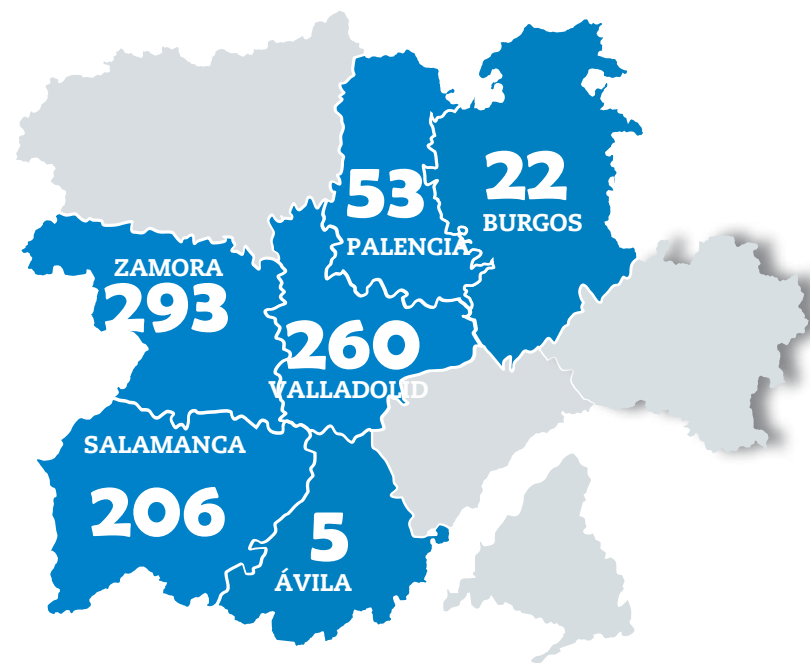 53
PALENCIA
22
BURGOS
ZAMORA
293
260
VALLADOLID
SALAMANCA
206
5
ÁVILA